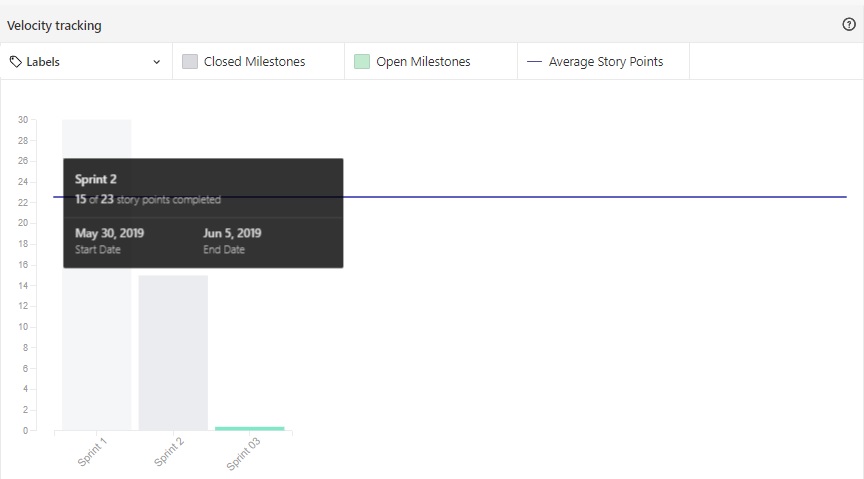 Velocity tracking
Labels
Closed Milestones
Open Milestones
Average Story Points
30
28
26
24
22
20
18
16
14
12
10
8
6
4
2
0
Sprint 2
15 of 23 story points completed
May 30, 2019 Jun 5, 2019
Start Date End Date
Sprint 1
Sprint 2
Sprint 03